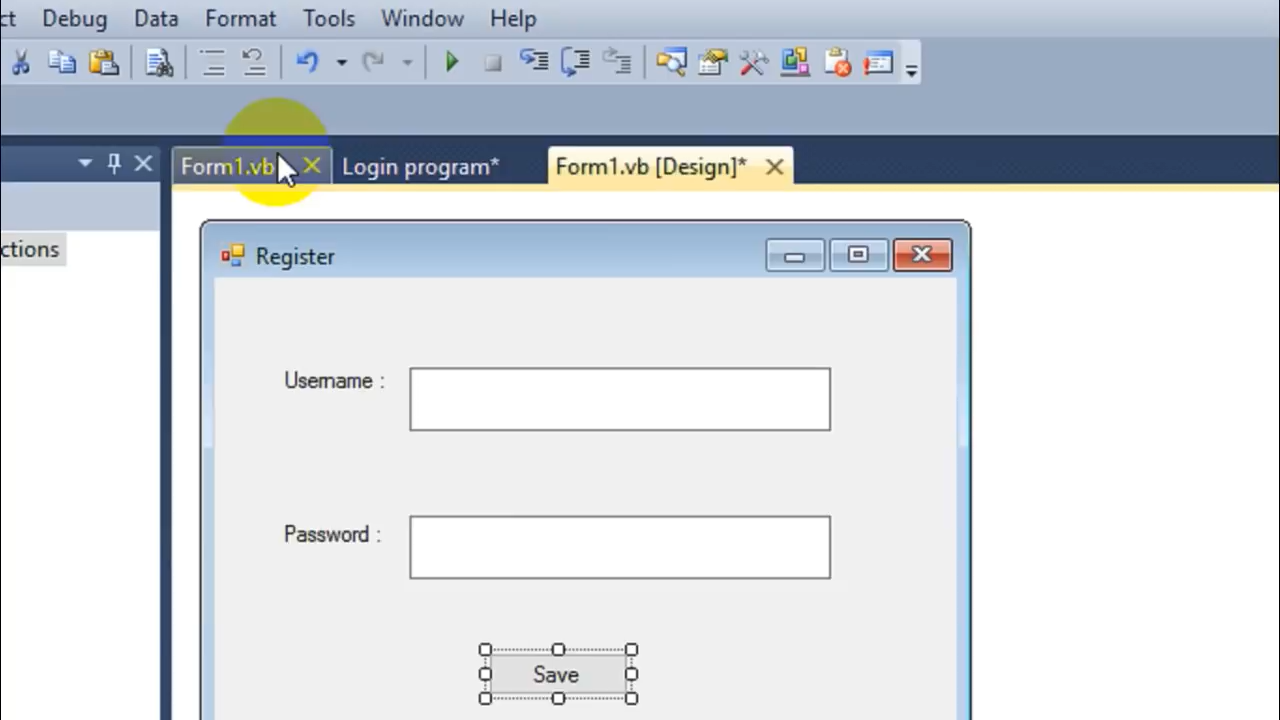 ct Debug Data Format Tools Window Help
Form1.vb Login program* Form1.vb [Design]*
Register
ctions
Username :
Password :
Save